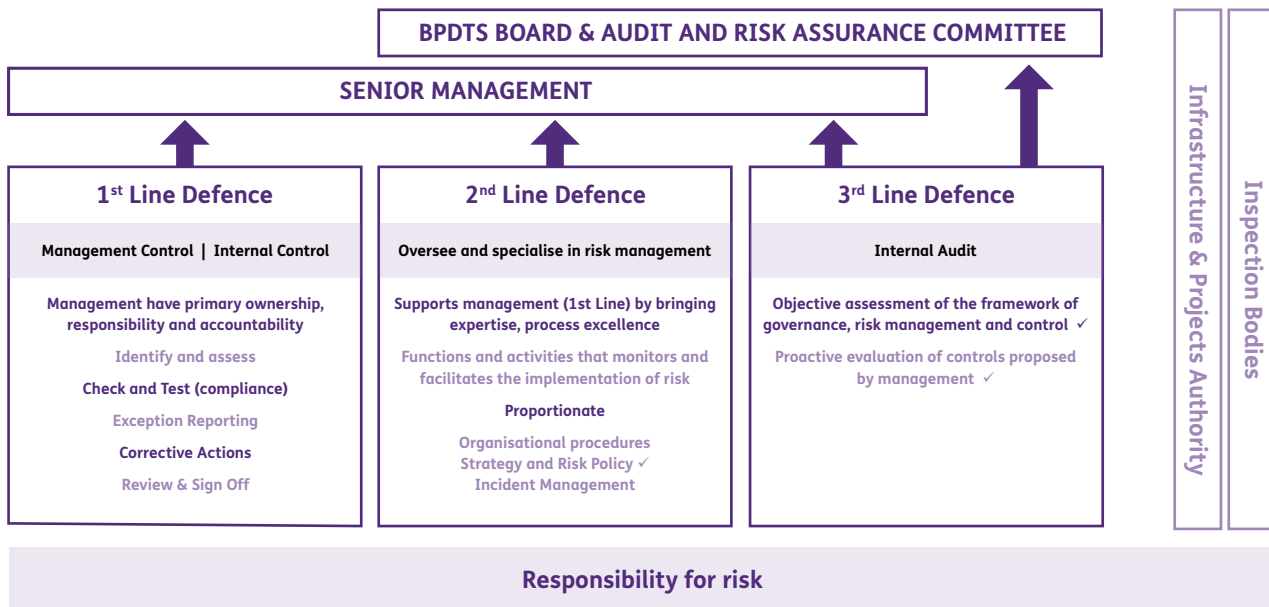 BPDTS BOARD & AUDIT AND RISK ASSURANCE COMMITTEE
SENIOR MANAGEMENT
1st Line Defence
Management Control | Internal Control
Management have primary ownership,
responsibility and accountability
Identify and assess
Check and Test (compliance)
Exception Reporting
Corrective Actions
Review & Sign Off
2nd Line Defence
Oversee and specialise in risk management
Supports management (1st Line) by bringing
expertise, process excellence
Functions and activities that monitors and
facilitates the implementation of risk
Proportionate
Organisational procedures
Strategy and Risk Policy ✓
Incident Management
3rd Line Defence
Internal Audit
Objective assessment of the framework of
governance, risk management and control ✓
Proactive evaluation of controls proposed
by management ✓
Infrastructure & Projects Authority
Inspection Bodies
Responsibility for risk